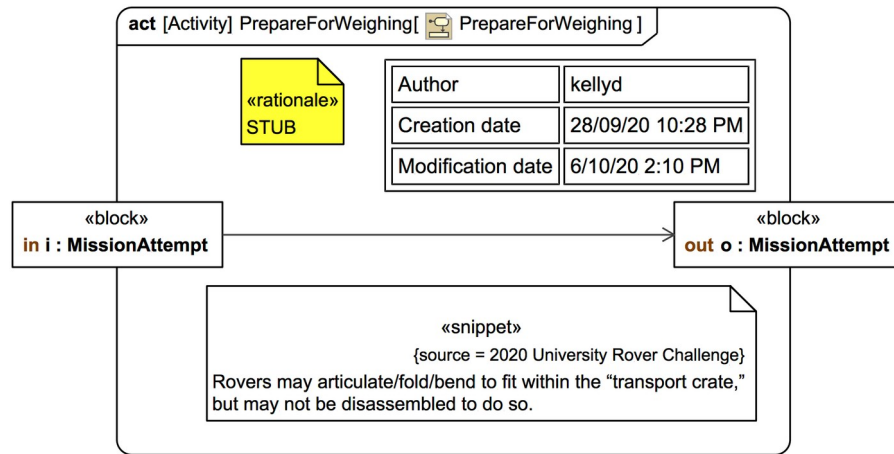 act [Activity] PrepareForWeighing[ PrepareForWeighing ]
«rationale»
STUB
Author kellyd
Creation date 28/09/20 10:28 PM
Modification date 6/10/20 2:10 PM
«block»
in i : MissionAttempt
«block»
out o : MissionAttempt
«snippet»
{source = 2020 University Rover Challenge}
Rovers may articulate/fold/bend to fit within the “transport crate,”
but may not be disassembled to do so.